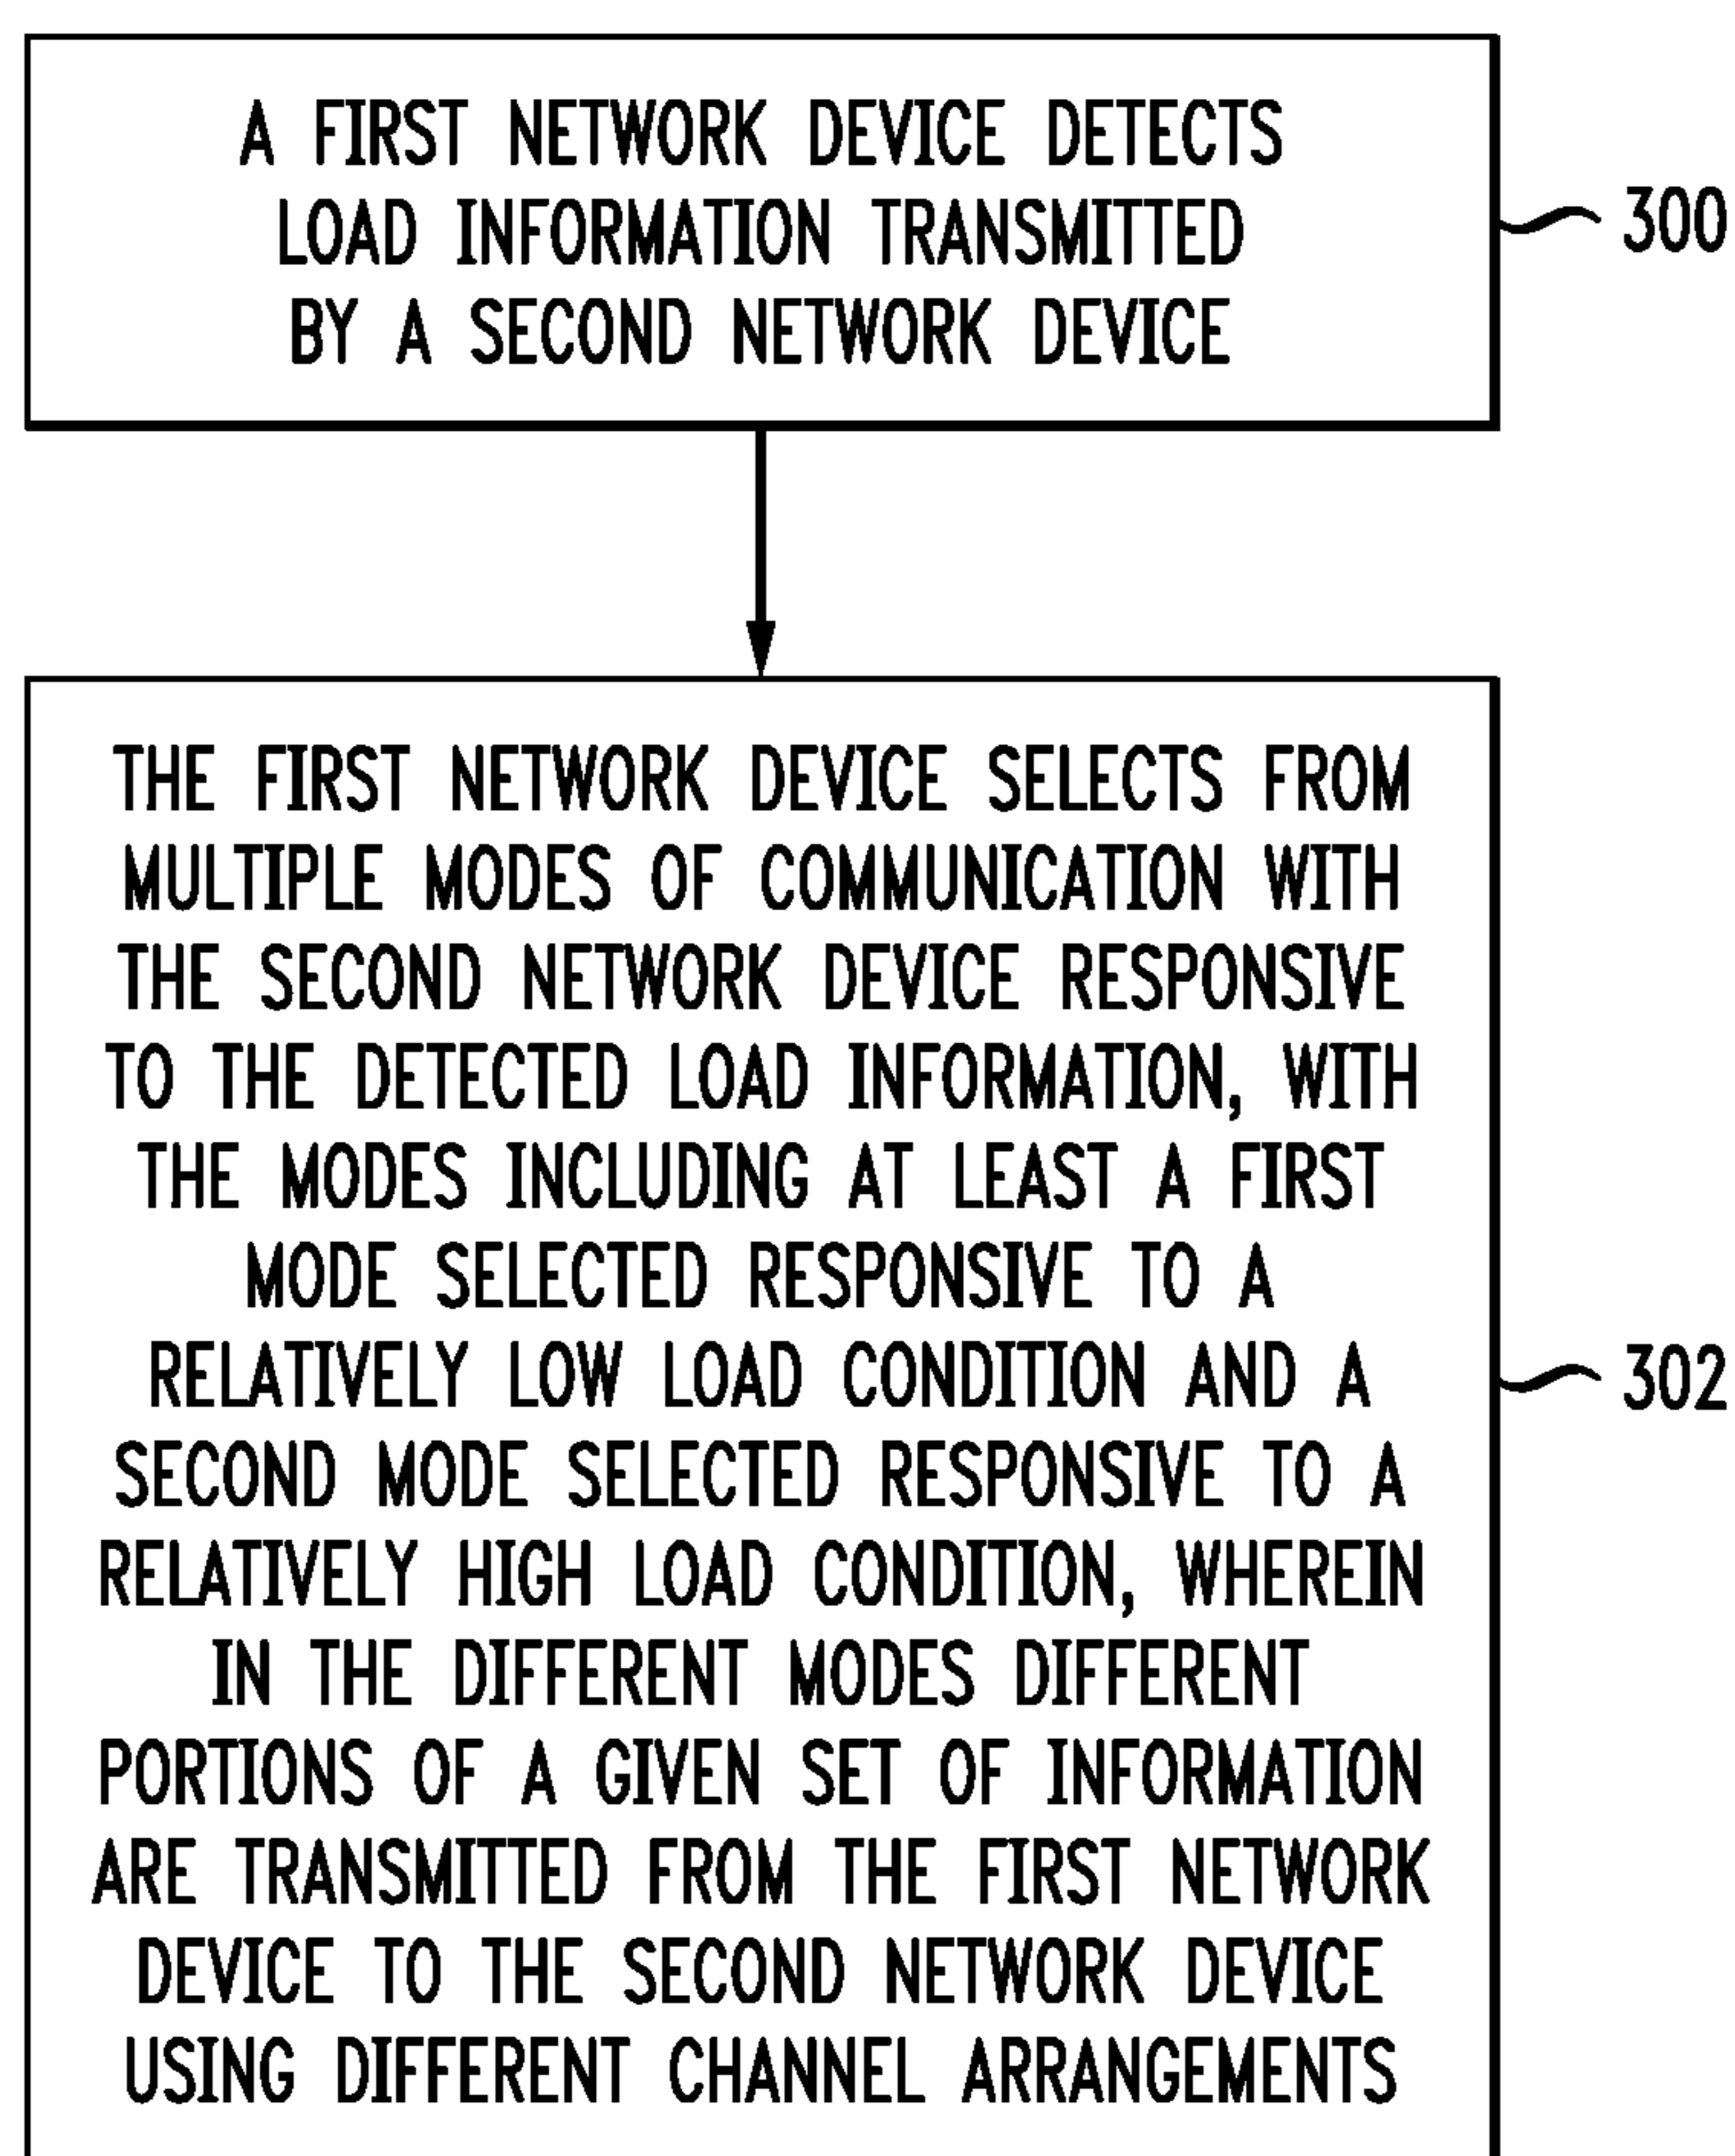 A FIRST NETWORK DEVICE DETECTS
LOAD INFORMATION TRANSMITTED
BY A SECOND NETWORK DEVICE
300
THE FIRST NETWORK DEVICE SELECTS FROM
MULTIPLE MODES OF COMMUNICATION WITH
THE SECOND NETWORK DEVICE RESPONSIVE
TO THE DETECTED LOAD INFORMATION, WITH
THE MODES INCLUDING AT LEAST A FIRST
MODE SELECTED RESPONSIVE TO A
RELATIVELY LOW LOAD CONDITION AND A
SECOND MODE SELECTED RESPONSIVE TO A
RELATIVELY HIGH LOAD CONDITION, WHEREIN
IN THE DIFFERENT MODES DIFFERENT
PORTIONS OF A GIVEN SET OF INFORMATION
ARE TRANSMITTED FROM THE FIRST NETWORK
DEVICE TO THE SECOND NETWORK DEVICE
USING DIFFERENT CHANNEL ARRANGEMENTS
302